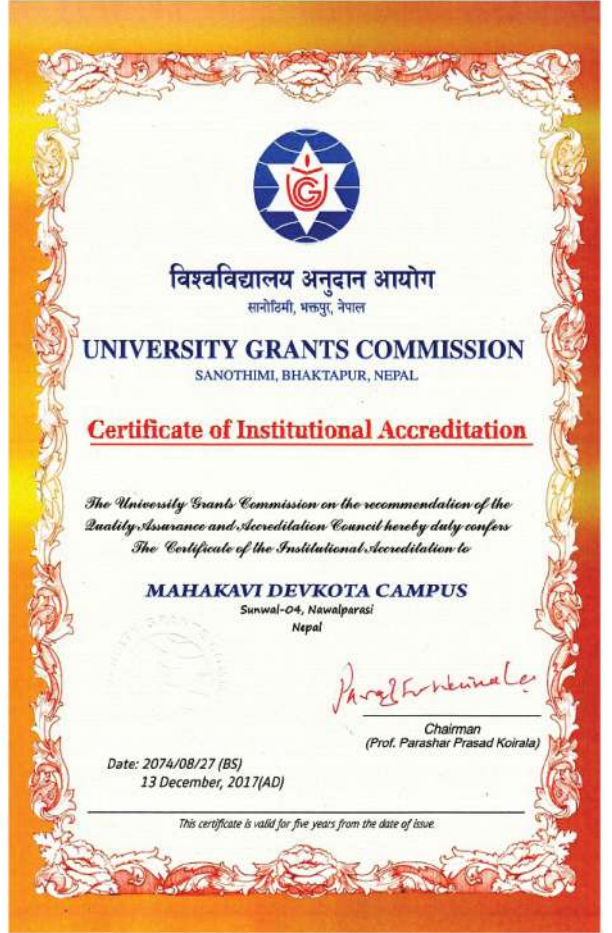 UGC
विश्वविद्यालय अनुदान आयोग
सानोठिमी, भक्तपुर, नेपाल
UNIVERSITY GRANTS COMMISSION
SANOTHIMI, BHAKTAPUR, NEPAL
Certificate of Institutional Accreditation
The University Grants Commission on the recommendation of the
Quality Assurance and Accreditation Council hereby duly confers
The Certificate of the Institutional Accreditation to
MAHAKAVI DEVKOTA CAMPUS
Sunwal-04, Nawalparasi
Nepal
Chairman
(Prof. Parashar Prasad Koirala)
Date: 2074/08/27 (BS)
13 December, 2017(AD)
This certificate is valid for five years from the date of issue.